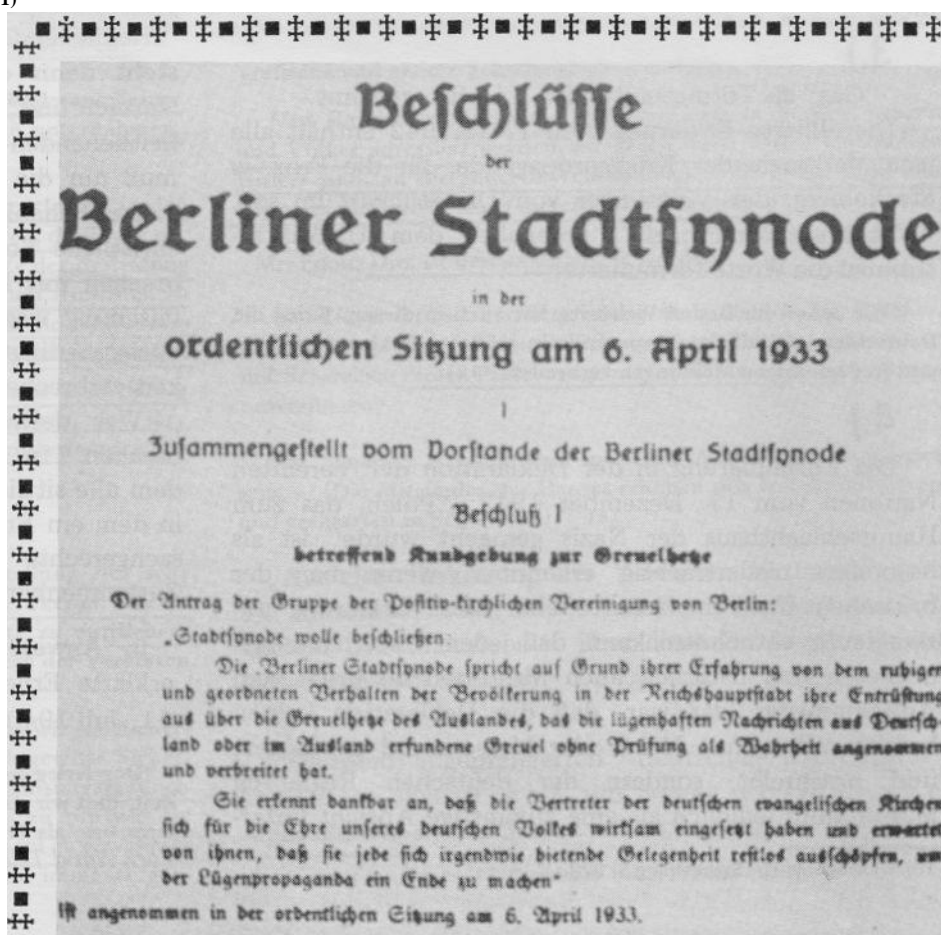 Beschlüsse
der
Berliner Stadtsynode
in der
ordentlichen Sitzung am 6. April 1933
Zusammengestellt vom Vorstande der Berliner Stadtsynode
Beschluß I
betreffend Kundgebung zur Greuelhetze
Der Antrag der Gruppe der Positiv-kirchlichen Vereinigung von Berlin:
„Stadtsynode wolle beschließen:
Die Berliner Stadtsynode spricht auf Grund ihrer Erfahrung von dem ruhigen
und geordneten Verhalten der Bevölkerung in der Reichshauptstadt ihre Entrüstung
aus über die Greuelhetze des Auslandes, das die lügenhaften Nachrichten aus Deutsch-
land oder im Ausland erfundene Greuel ohne Prüfung als Wahrheit angenommen
und verbreitet hat.
Sie erkennt dankbar an, daß die Vertreter der deutschen evangelischen Kirchen
sich für die Ehre unseres deutschen Volkes wirksam eingesetzt haben und erwartet
von ihnen, daß sie jede sich irgendwie bietende Gelegenheit restlos ausschöpfen, um
der Lügenpropaganda ein Ende zu machen"
Ist angenommen in der ordentlichen Sitzung am 6. April 1933.